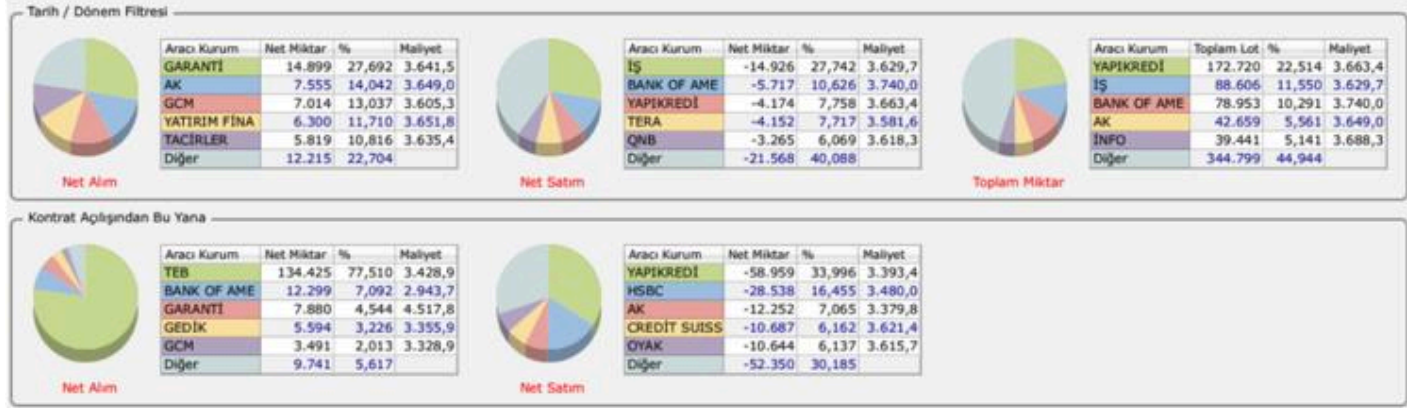 Tarih / Dönem Filtresi
Aracı Kurum Net Miktar % Maliyet
GARANTİ 14.899 27,692 3.641,5
AK 7.555 14,042 3.649,0
GCM 7.014 13,037 3.605,3
YATIRIM FİNA 6.300 11,710 3.651,8
TACİRLER 5.819 10,816 3.635,4
Diğer 12.215 22,704
Net Alım
Aracı Kurum Net Miktar % Maliyet
İŞ -14.926 27,742 3.629,7
BANK OF AME -5.717 10,626 3.740,0
YAPIKREDİ -4.174 7,758 3.663,4
TERA -4.152 7,717 3.581,6
QNB -3.265 6,069 3.618,3
Diğer -21.568 40,088
Net Satım
Aracı Kurum Toplam Lot % Maliyet
YAPIKREDİ 172.720 22,514 3.663,4
İŞ 88.606 11,550 3.629,7
BANK OF AME 78.953 10,291 3.740,0
AK 42.659 5,561 3.649,0
İNFO 39.441 5,141 3.688,3
Diğer 344.799 44,944
Toplam Miktar
Kontrat Açılışından Bu Yana
Aracı Kurum Net Miktar % Maliyet
TEB 134.425 77,510 3.428,9
BANK OF AME 12.299 7,092 2.943,7
GARANTİ 7.880 4,544 4.517,8
GEDİK 5.594 3,226 3.355,9
GCM 3.491 2,013 3.328,9
Diğer 9.741 5,617
Net Alım
Aracı Kurum Net Miktar % Maliyet
YAPIKREDİ -58.959 33,996 3.393,4
HSBC -28.538 16,455 3.480,0
AK -12.252 7,065 3.379,8
CREDİT SUISS -10.687 6,162 3.621,4
OYAK -10.644 6,137 3.615,7
Diğer -52.350 30,185
Net Satım